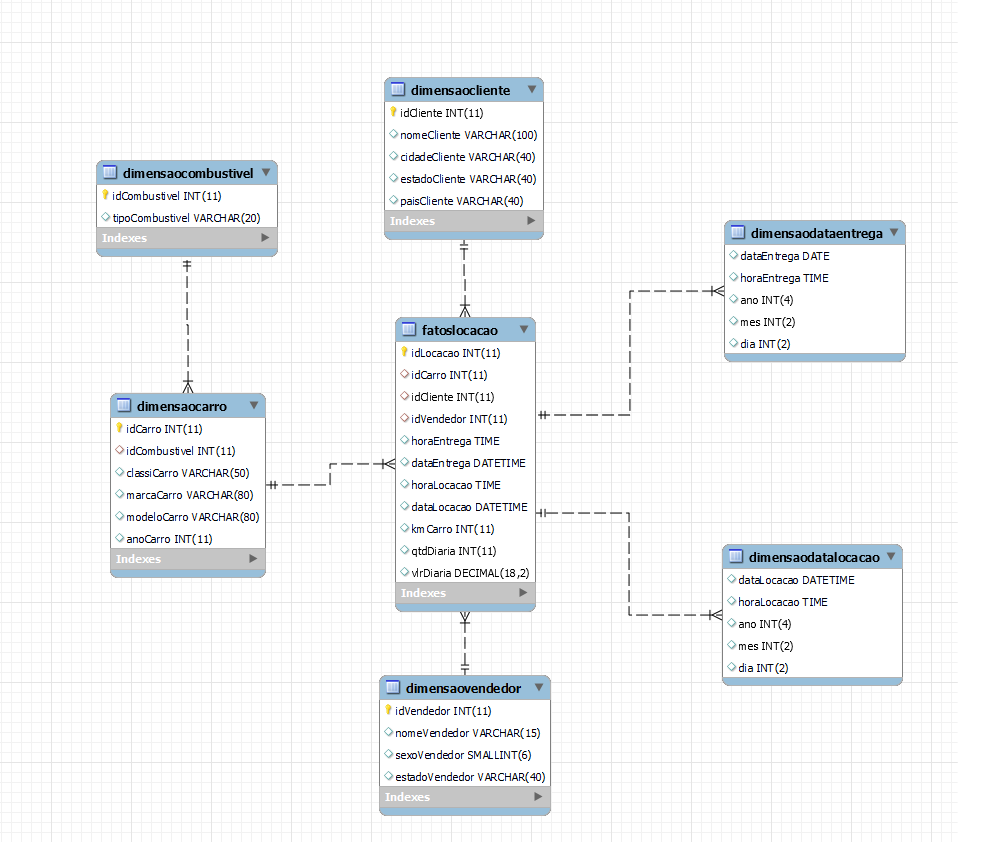 dimensaocliente
idCliente INT(11)
nomeCliente VARCHAR(100)
cidadeCliente VARCHAR(40)
estadoCliente VARCHAR(40)
paisCliente VARCHAR(40)
Indexes
dimensaocombustivel
idCombustivel INT(11)
tipoCombustivel VARCHAR(20)
Indexes
dimensaodataentrega
dataEntrega DATE
horaEntrega TIME
ano INT(4)
mes INT(2)
dia INT(2)
fatoslocacao
idLocacao INT(11)
idCarro INT(11)
idCliente INT(11)
idVendedor INT(11)
horaEntrega TIME
dataEntrega DATETIME
horaLocacao TIME
dataLocacao DATETIME
kmCarro INT(11)
qtdDiaria INT(11)
vlrDiaria DECIMAL(18,2)
Indexes
dimensaocarro
idCarro INT(11)
idCombustivel INT(11)
classiCarro VARCHAR(50)
marcaCarro VARCHAR(80)
modeloCarro VARCHAR(80)
anoCarro INT(11)
Indexes
dimensaodatalocacao
dataLocacao DATETIME
horaLocacao TIME
ano INT(4)
mes INT(2)
dia INT(2)
dimensaovendedor
idVendedor INT(11)
nomeVendedor VARCHAR(15)
sexoVendedor SMALLINT(6)
estadoVendedor VARCHAR(40)
Indexes